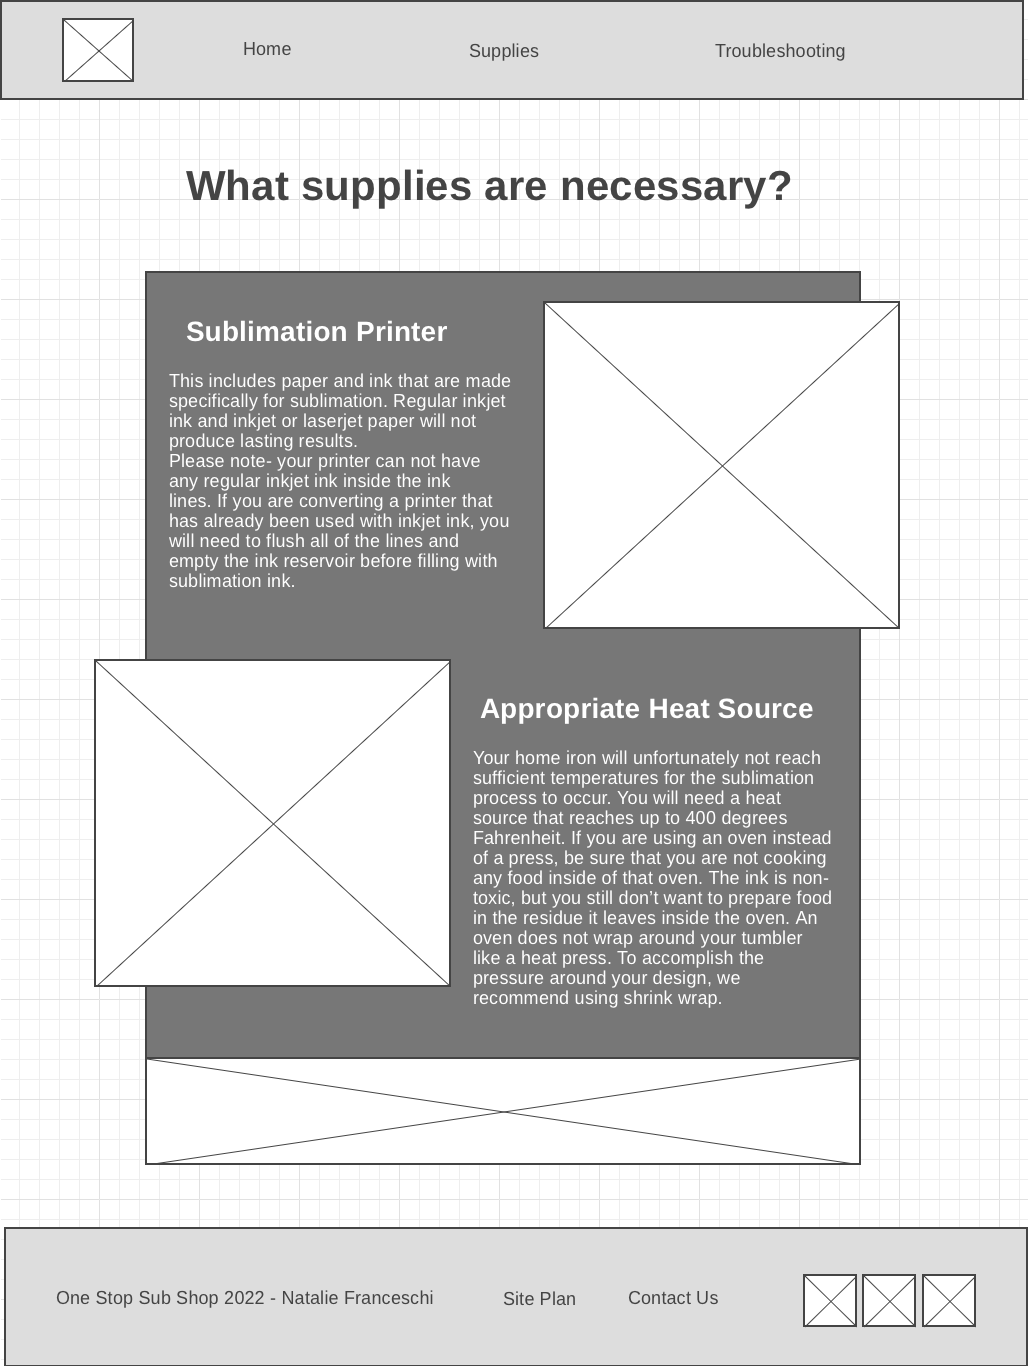 Home
Supplies
Troubleshooting
What supplies are necessary?
Sublimation Printer
This includes paper and ink that are made
specifically for sublimation. Regular inkjet
ink and inkjet or laserjet paper will not
produce lasting results.
Please note- your printer can not have
any regular inkjet ink inside the ink
lines. If you are converting a printer that
has already been used with inkjet ink, you
will need to flush all of the lines and
empty the ink reservoir before filling with
sublimation ink.
Appropriate Heat Source
Your home iron will unfortunately not reach
sufficient temperatures for the sublimation
process to occur. You will need a heat
source that reaches up to 400 degrees
Fahrenheit. If you are using an oven instead
of a press, be sure that you are not cooking
any food inside of that oven. The ink is non-
toxic, but you still don’t want to prepare food
in the residue it leaves inside the oven. An
oven does not wrap around your tumbler
like a heat press. To accomplish the
pressure around your design, we
recommend using shrink wrap.
One Stop Sub Shop 2022 - Natalie Franceschi
Site Plan
Contact Us